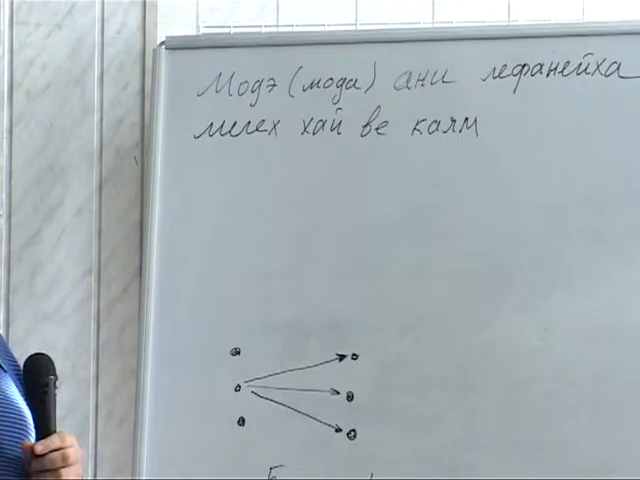 Модэ (мода) ани лефанейха
мелех хай ве каям